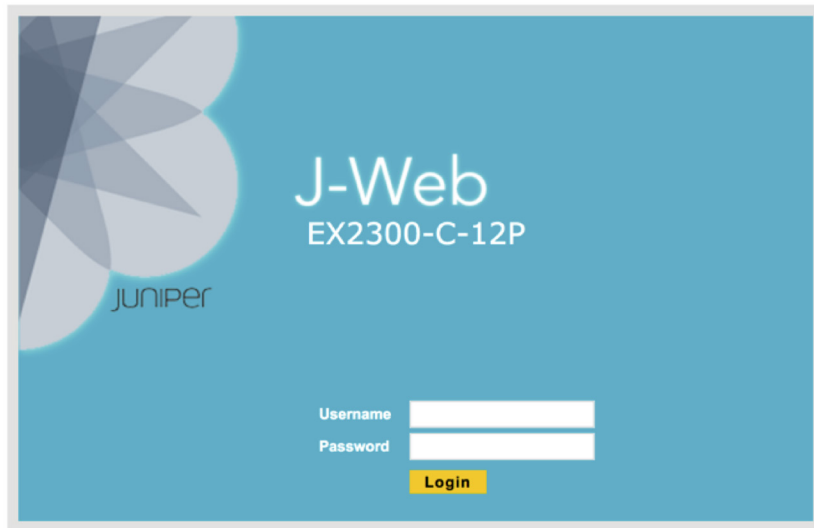 J-Web
EX2300-C-12P
JUNIPer
Username
Password
Login